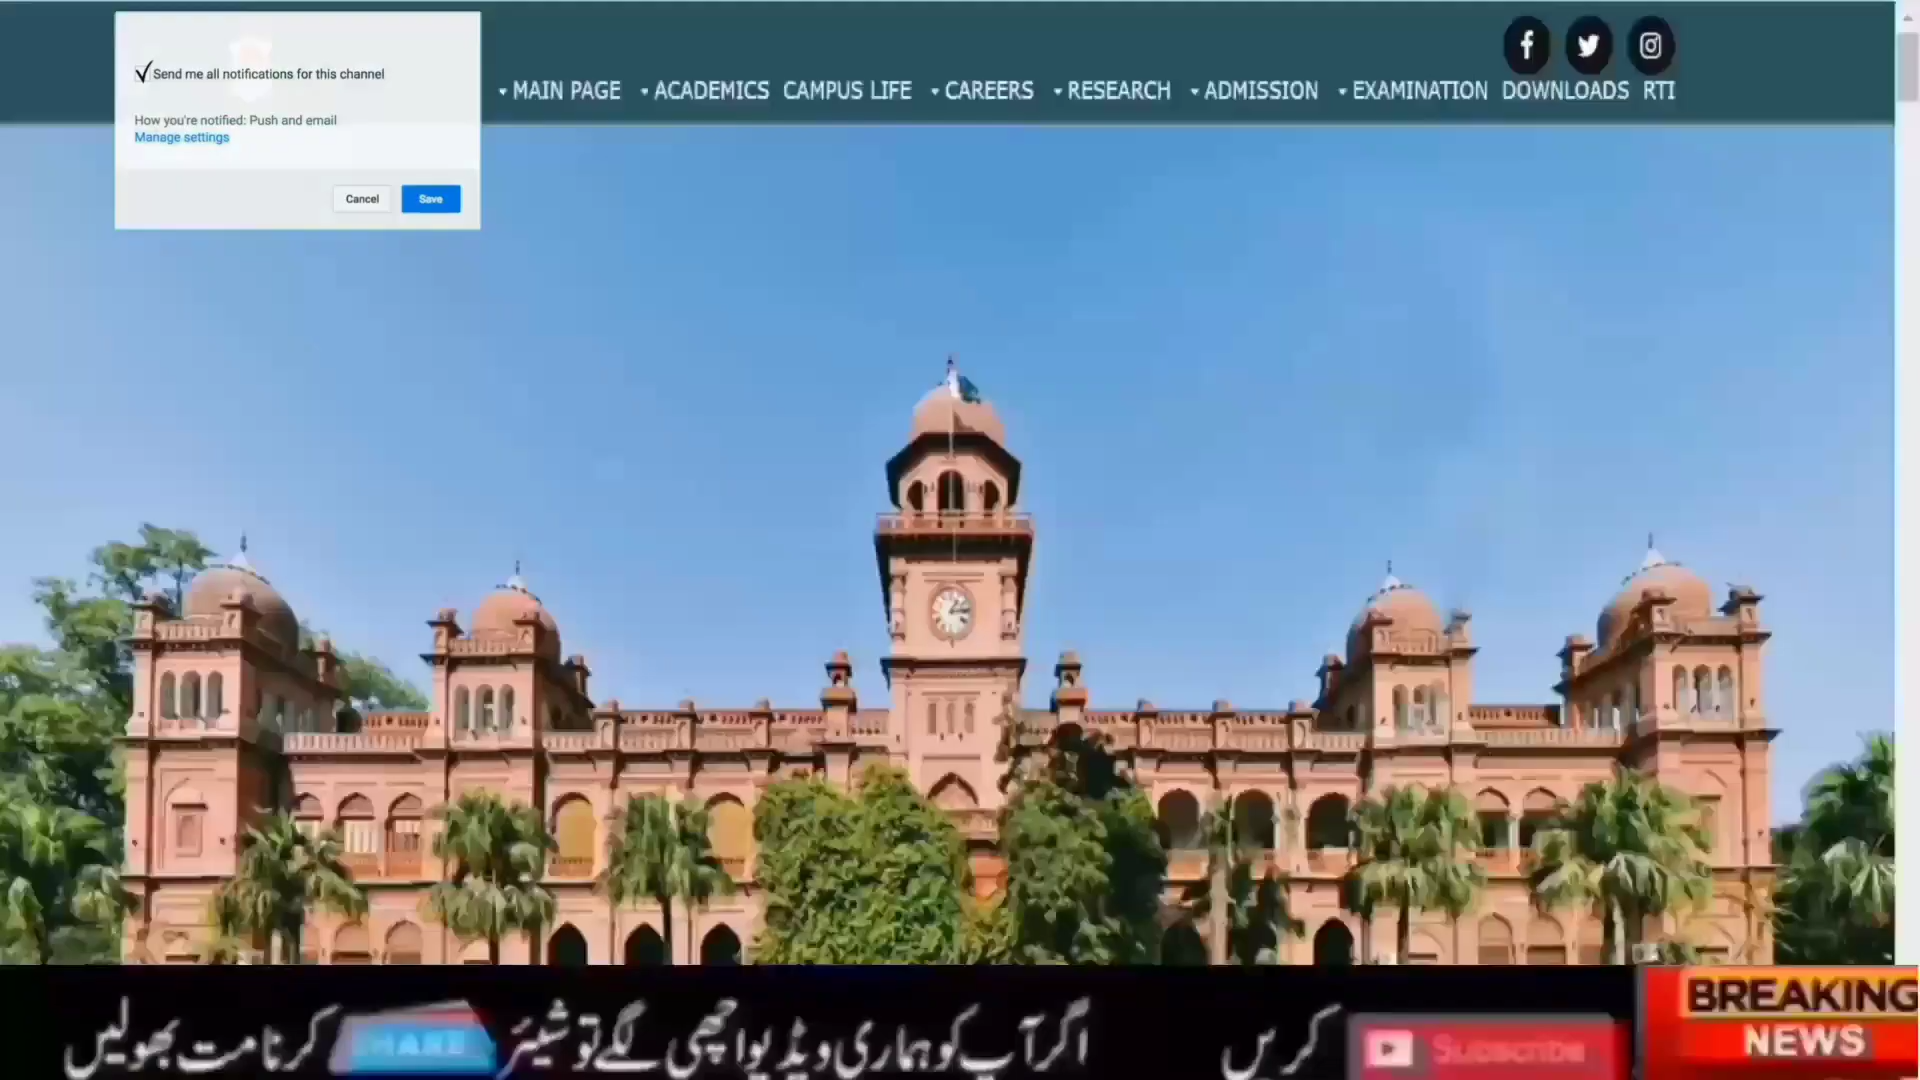 Send me all notifications for this channel
How you're notified: Push and email
Manage settings
Cancel Save
MAIN PAGE ACADEMICS CAMPUS LIFE CAREERS RESEARCH ADMISSION EXAMINATION DOWNLOADS RTI
کریں Subscribe
اگر آپ کو ہماری ویڈیو اچھی لگے تو شیئر SHARE کرنا مت بھولیں
BREAKING
NEWS